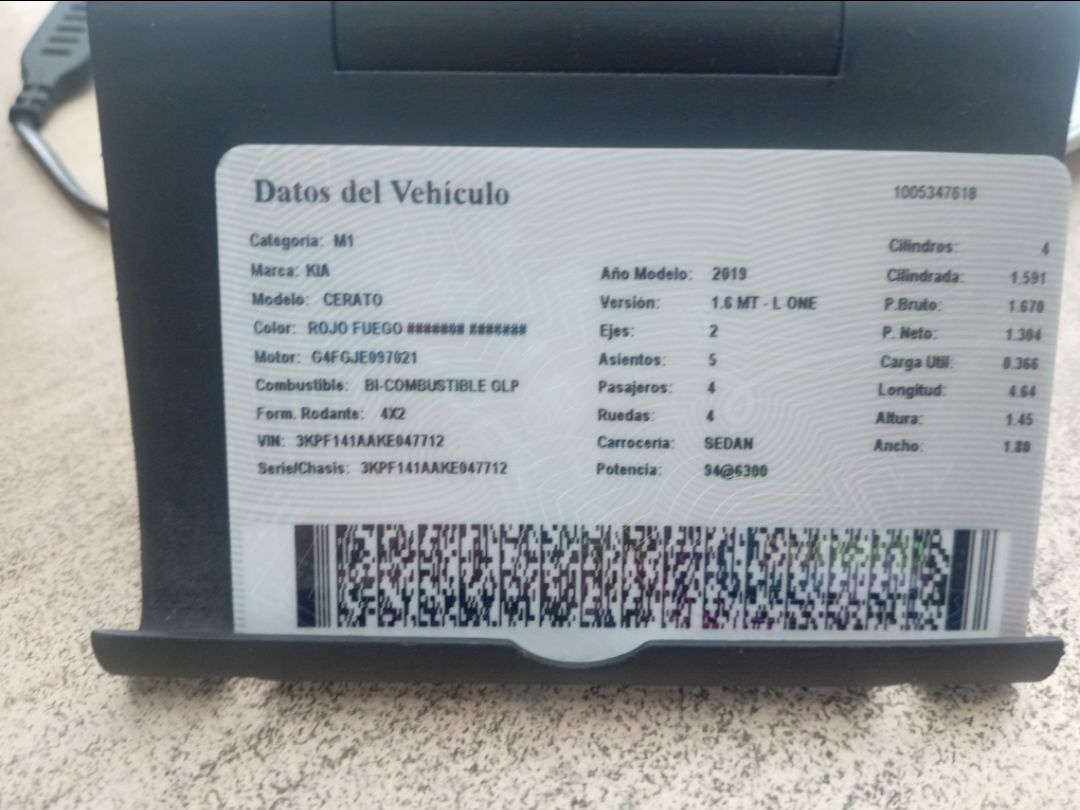 Datos del Vehículo
1005347618
Categoría: M1
Marca: KIA
Modelo: CERATO
Color: ROJO FUEGO ####### #######
Motor: G4FGJE097021
Combustible: BI-COMBUSTIBLE GLP
Form. Rodante: 4X2
VIN: 3KPF141AAKE047712
Serie/Chasis: 3KPF141AAKE047712
Año Modelo: 2019
Versión: 1.6 MT - L ONE
Ejes: 2
Asientos: 5
Pasajeros: 4
Ruedas: 4
Carrocería: SEDAN
Potencia: 94@6300
Cilindros: 4
Cilindrada: 1.591
P.Bruto: 1.670
P. Neto: 1.304
Carga Util: 0.366
Longitud: 4.64
Altura: 1.45
Ancho: 1.80